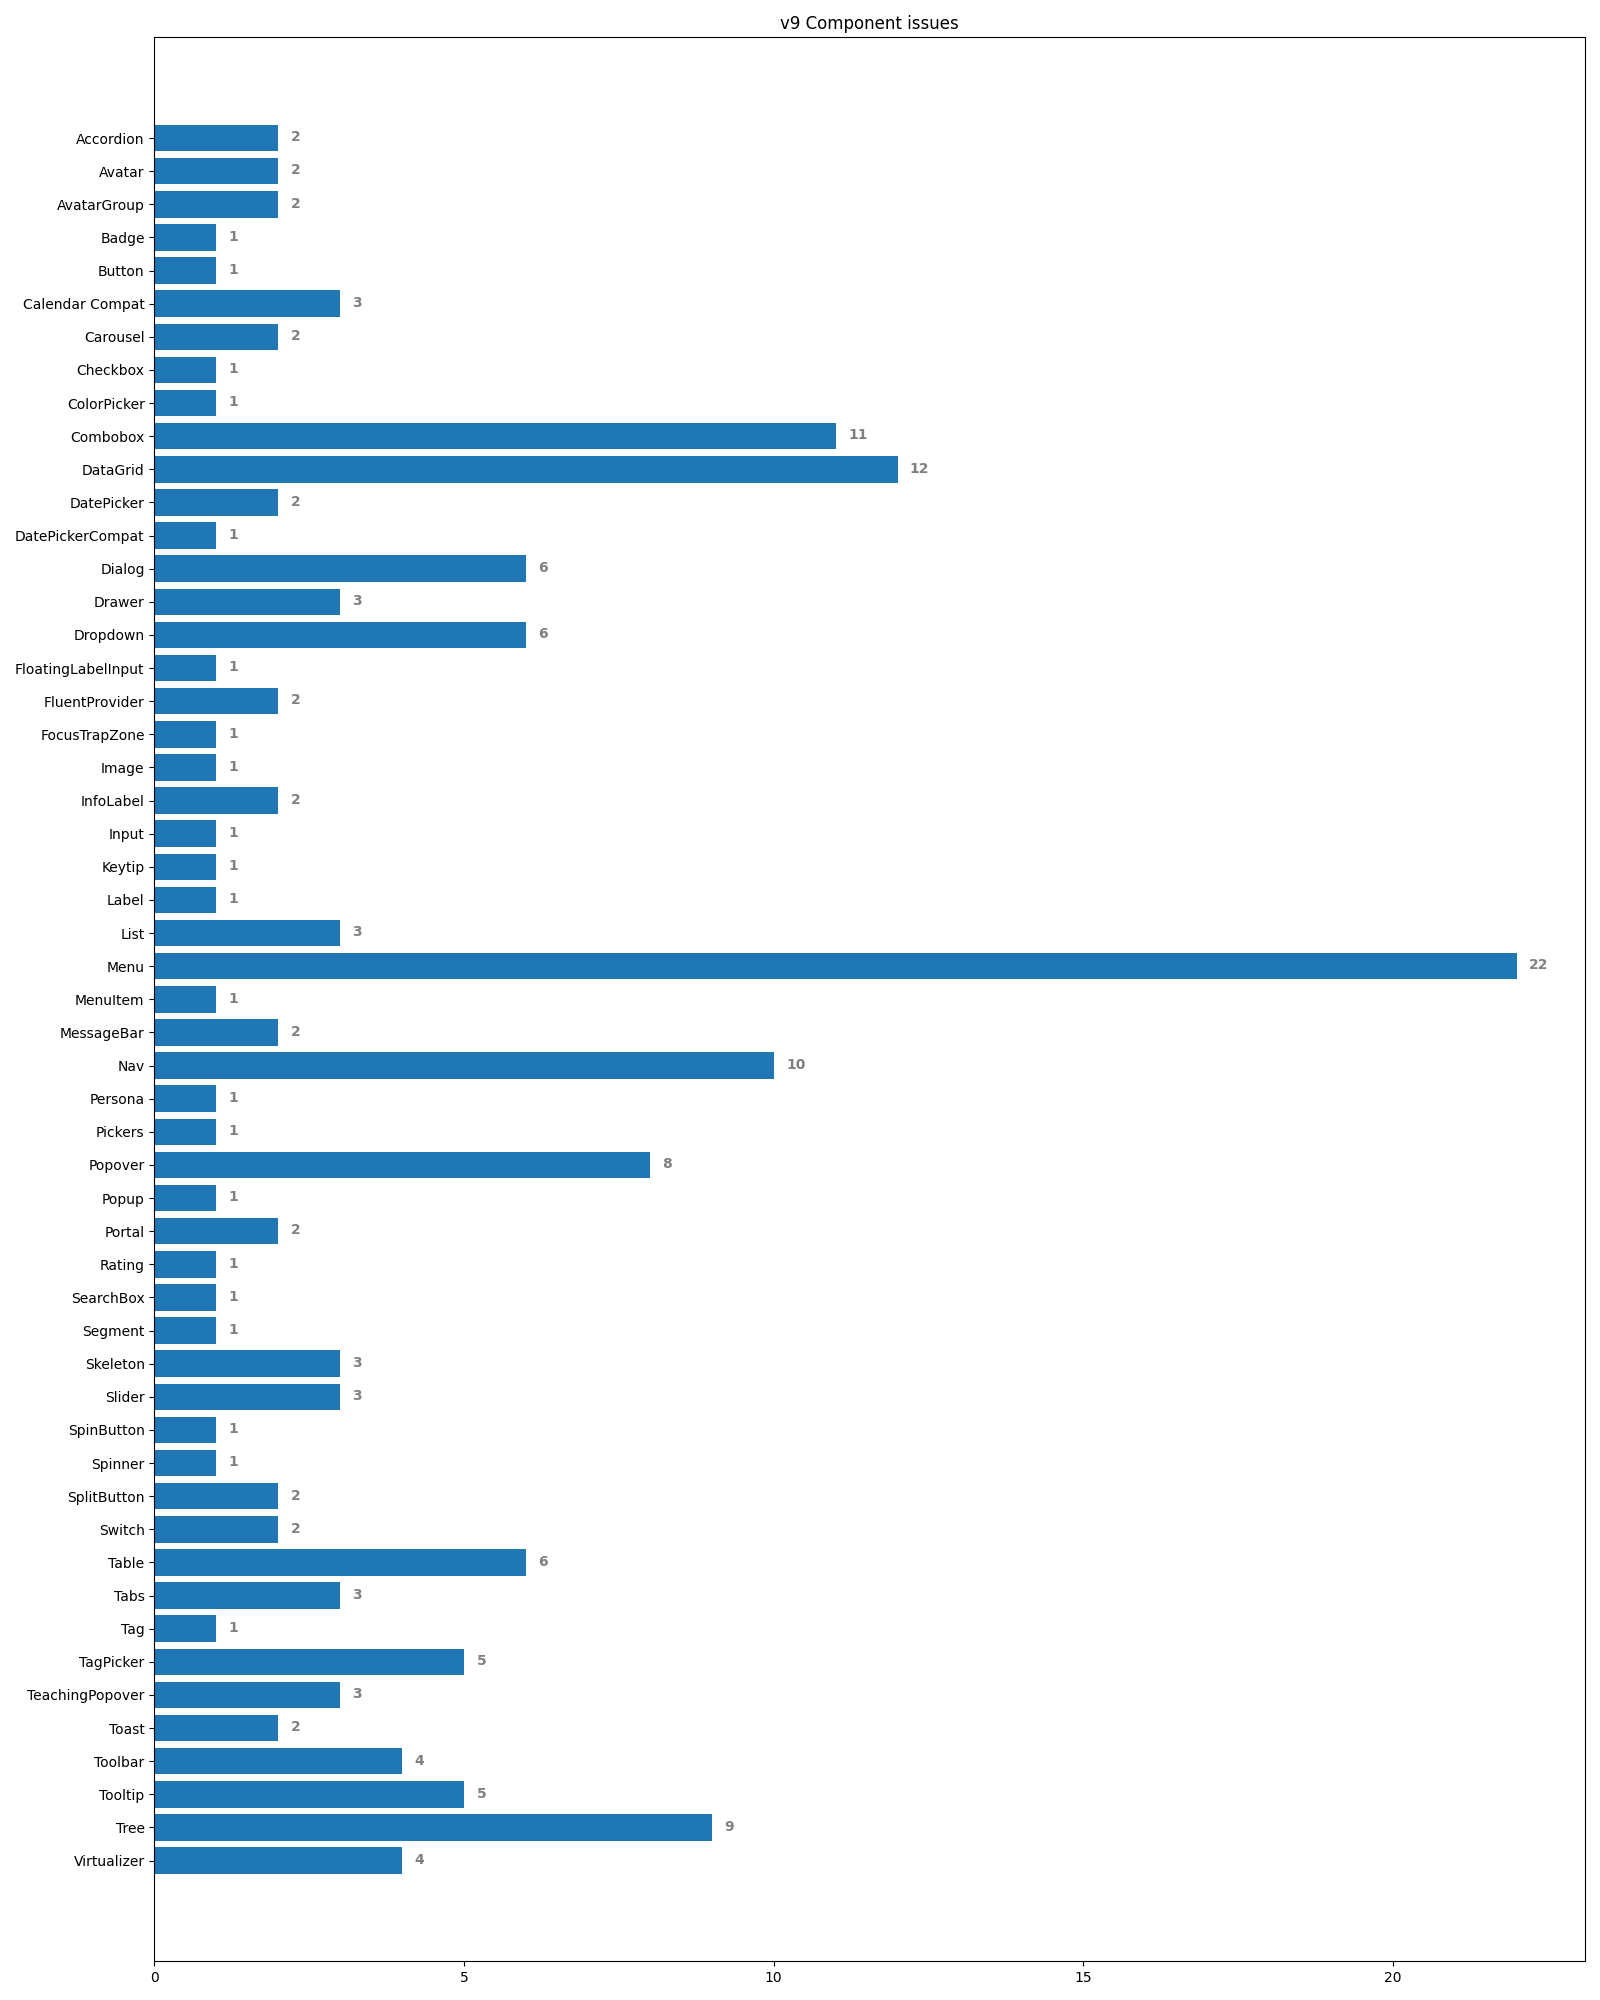 v9 Component issues
Accordion 2
Avatar 2
AvatarGroup 2
Badge 1
Button 1
Calendar Compat 3
Carousel 2
Checkbox 1
ColorPicker 1
Combobox 11
DataGrid 12
DatePicker 2
DatePickerCompat 1
Dialog 6
Drawer 3
Dropdown 6
FloatingLabelInput 1
FluentProvider 2
FocusTrapZone 1
Image 1
InfoLabel 2
Input 1
Keytip 1
Label 1
List 3
Menu 22
MenuItem 1
MessageBar 2
Nav 10
Persona 1
Pickers 1
Popover 8
Popup 1
Portal 2
Rating 1
SearchBox 1
Segment 1
Skeleton 3
Slider 3
SpinButton 1
Spinner 1
SplitButton 2
Switch 2
Table 6
Tabs 3
Tag 1
TagPicker 5
TeachingPopover 3
Toast 2
Toolbar 4
Tooltip 5
Tree 9
Virtualizer 4
0 5 10 15 20